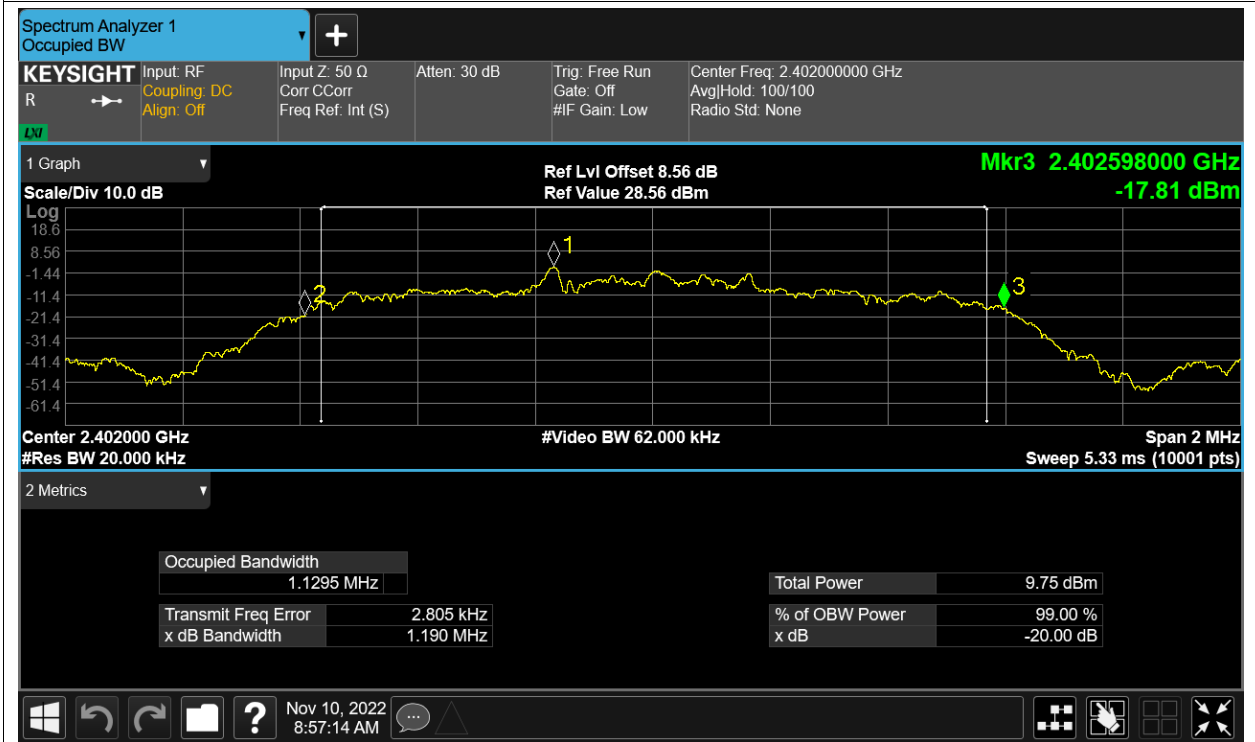 Spectrum Analyzer 1
Occupied BW
KEYSIGHT
R
LXI
Input: RF
Coupling: DC
Align: Off
Input Z: 50 Ω
Corr CCorr
Freq Ref: Int (S)
Atten: 30 dB
Trig: Free Run
Gate: Off
#IF Gain: Low
Center Freq: 2.402000000 GHz
Avg|Hold: 100/100
Radio Std: None
1 Graph
Scale/Div 10.0 dB
Ref Lvl Offset 8.56 dB
Ref Value 28.56 dBm
Mkr3 2.402598000 GHz
-17.81 dBm
Log
18.6
8.56
-1.44
-11.4
-21.4
-31.4
-41.4
-51.4
-61.4
1
2
3
Center 2.402000 GHz
#Res BW 20.000 kHz
#Video BW 62.000 kHz
Span 2 MHz
Sweep 5.33 ms (10001 pts)
2 Metrics
Occupied Bandwidth
1.1295 MHz
Transmit Freq Error 2.805 kHz
x dB Bandwidth 1.190 MHz
Total Power 9.75 dBm
% of OBW Power 99.00 %
x dB -20.00 dB
?
Nov 10, 2022
8:57:14 AM